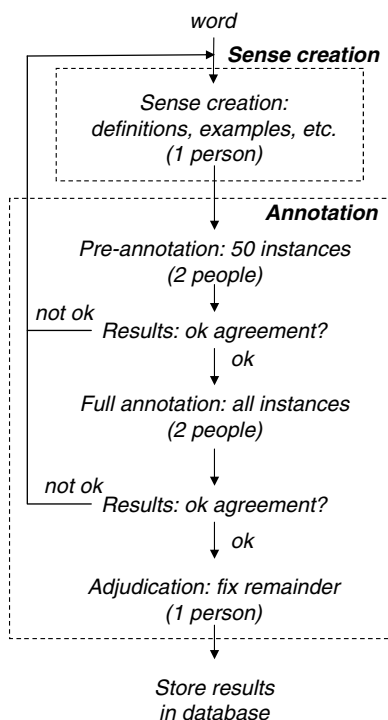 word
Sense creation
Sense creation:
definitions, examples, etc.
(1 person)
Annotation
Pre-annotation: 50 instances
(2 people)
not ok
Results: ok agreement?
ok
Full annotation: all instances
(2 people)
not ok
Results: ok agreement?
ok
Adjudication: fix remainder
(1 person)
Store results
in database